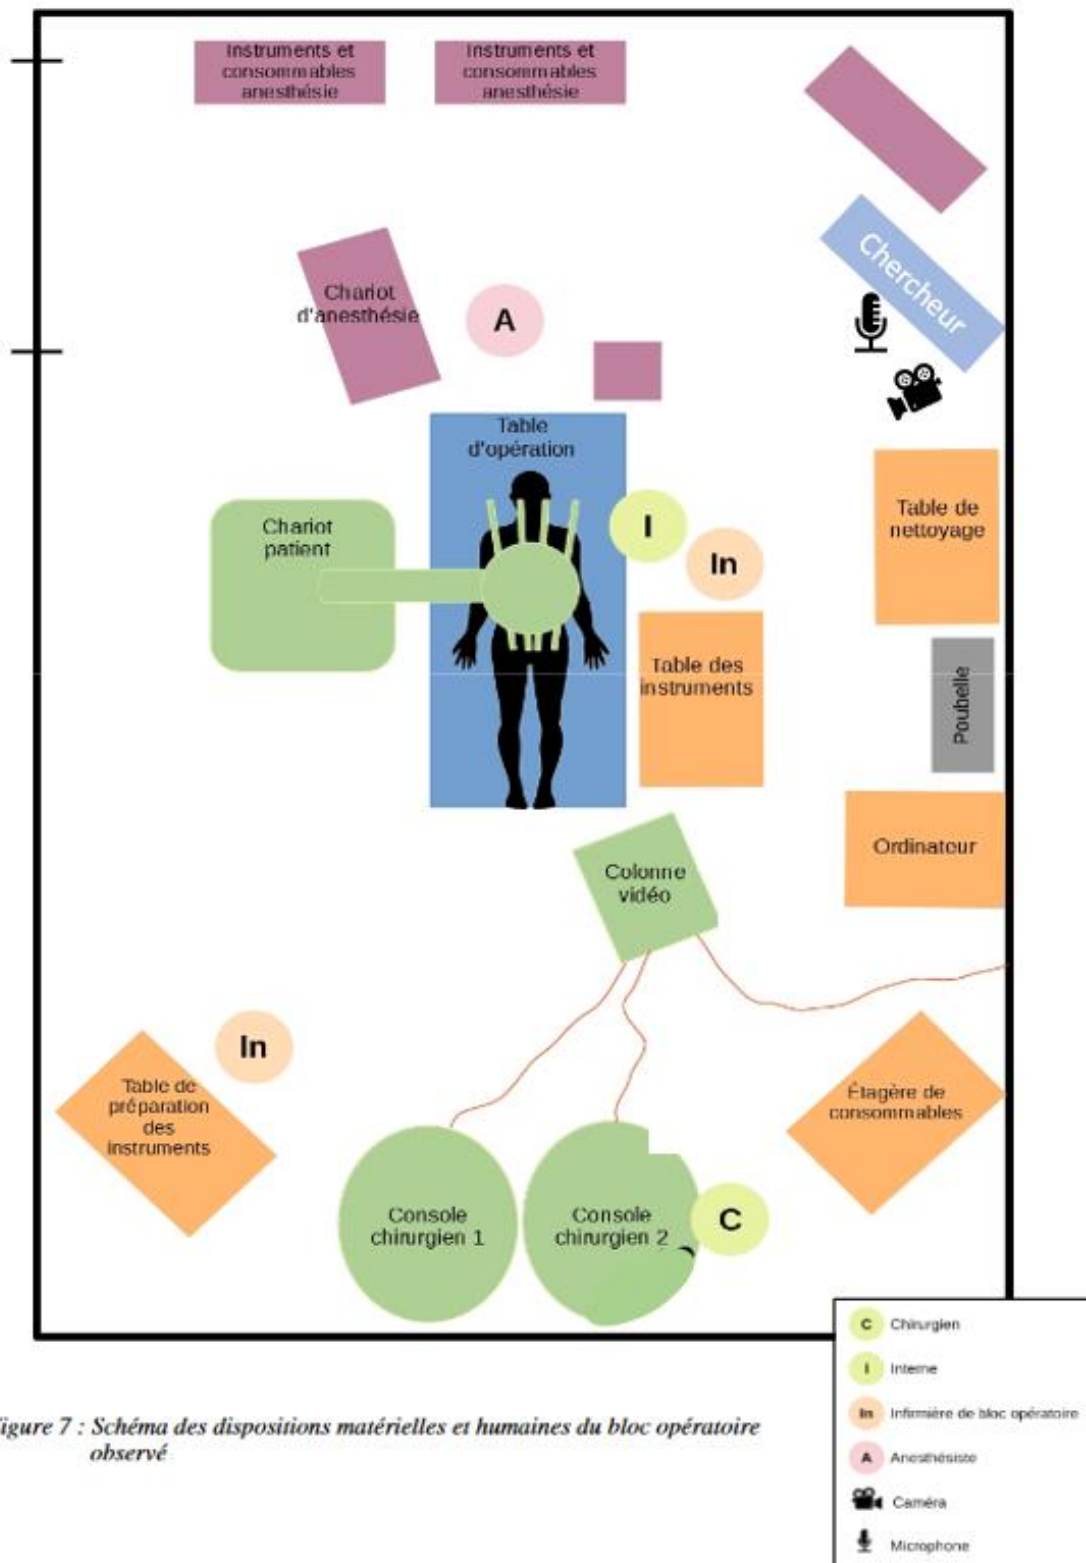 Instruments et
consommables
anesthésie
Instruments et
consommables
anesthésie
Chercheur
Chariot
d'anesthésie
A
Table
d'opération
Chariot
patient
I
In
Table de
nettoyage
Table des
instruments
Poubelle
Colonne
vidéo
Ordinateur
In
Table de
préparation
des
instruments
Étagère de
consommables
Console
chirurgien 1
Console
chirurgien 2
C
C Chirurgien
I Interne
In Infirmière de bloc opératoire
A Anesthésiste
Caméra
Microphone
igure 7 : Schéma des dispositions matérielles et humaines du bloc opératoire
observé